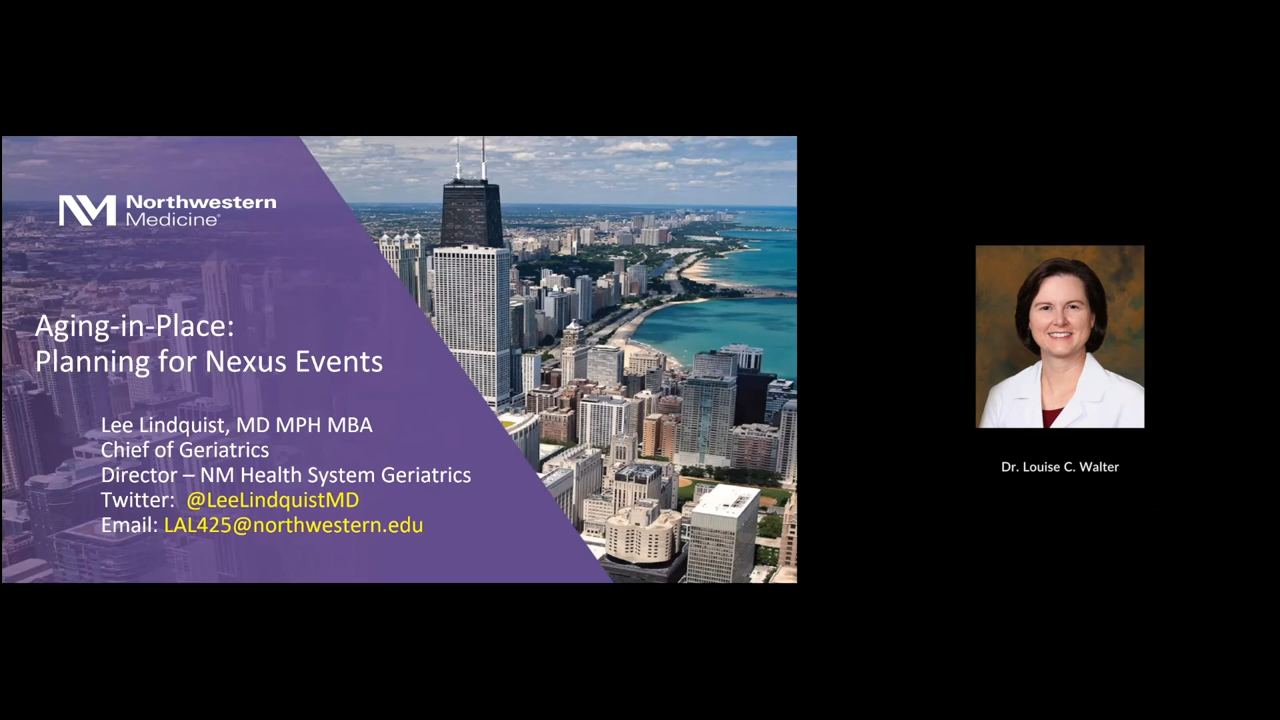 Northwestern
Medicine®
Aging-in-Place:
Planning for Nexus Events
Lee Lindquist, MD MPH MBA
Chief of Geriatrics
Director – NM Health System Geriatrics
Twitter: @LeeLindquistMD
Email: LAL425@northwestern.edu
Dr. Louise C. Walter